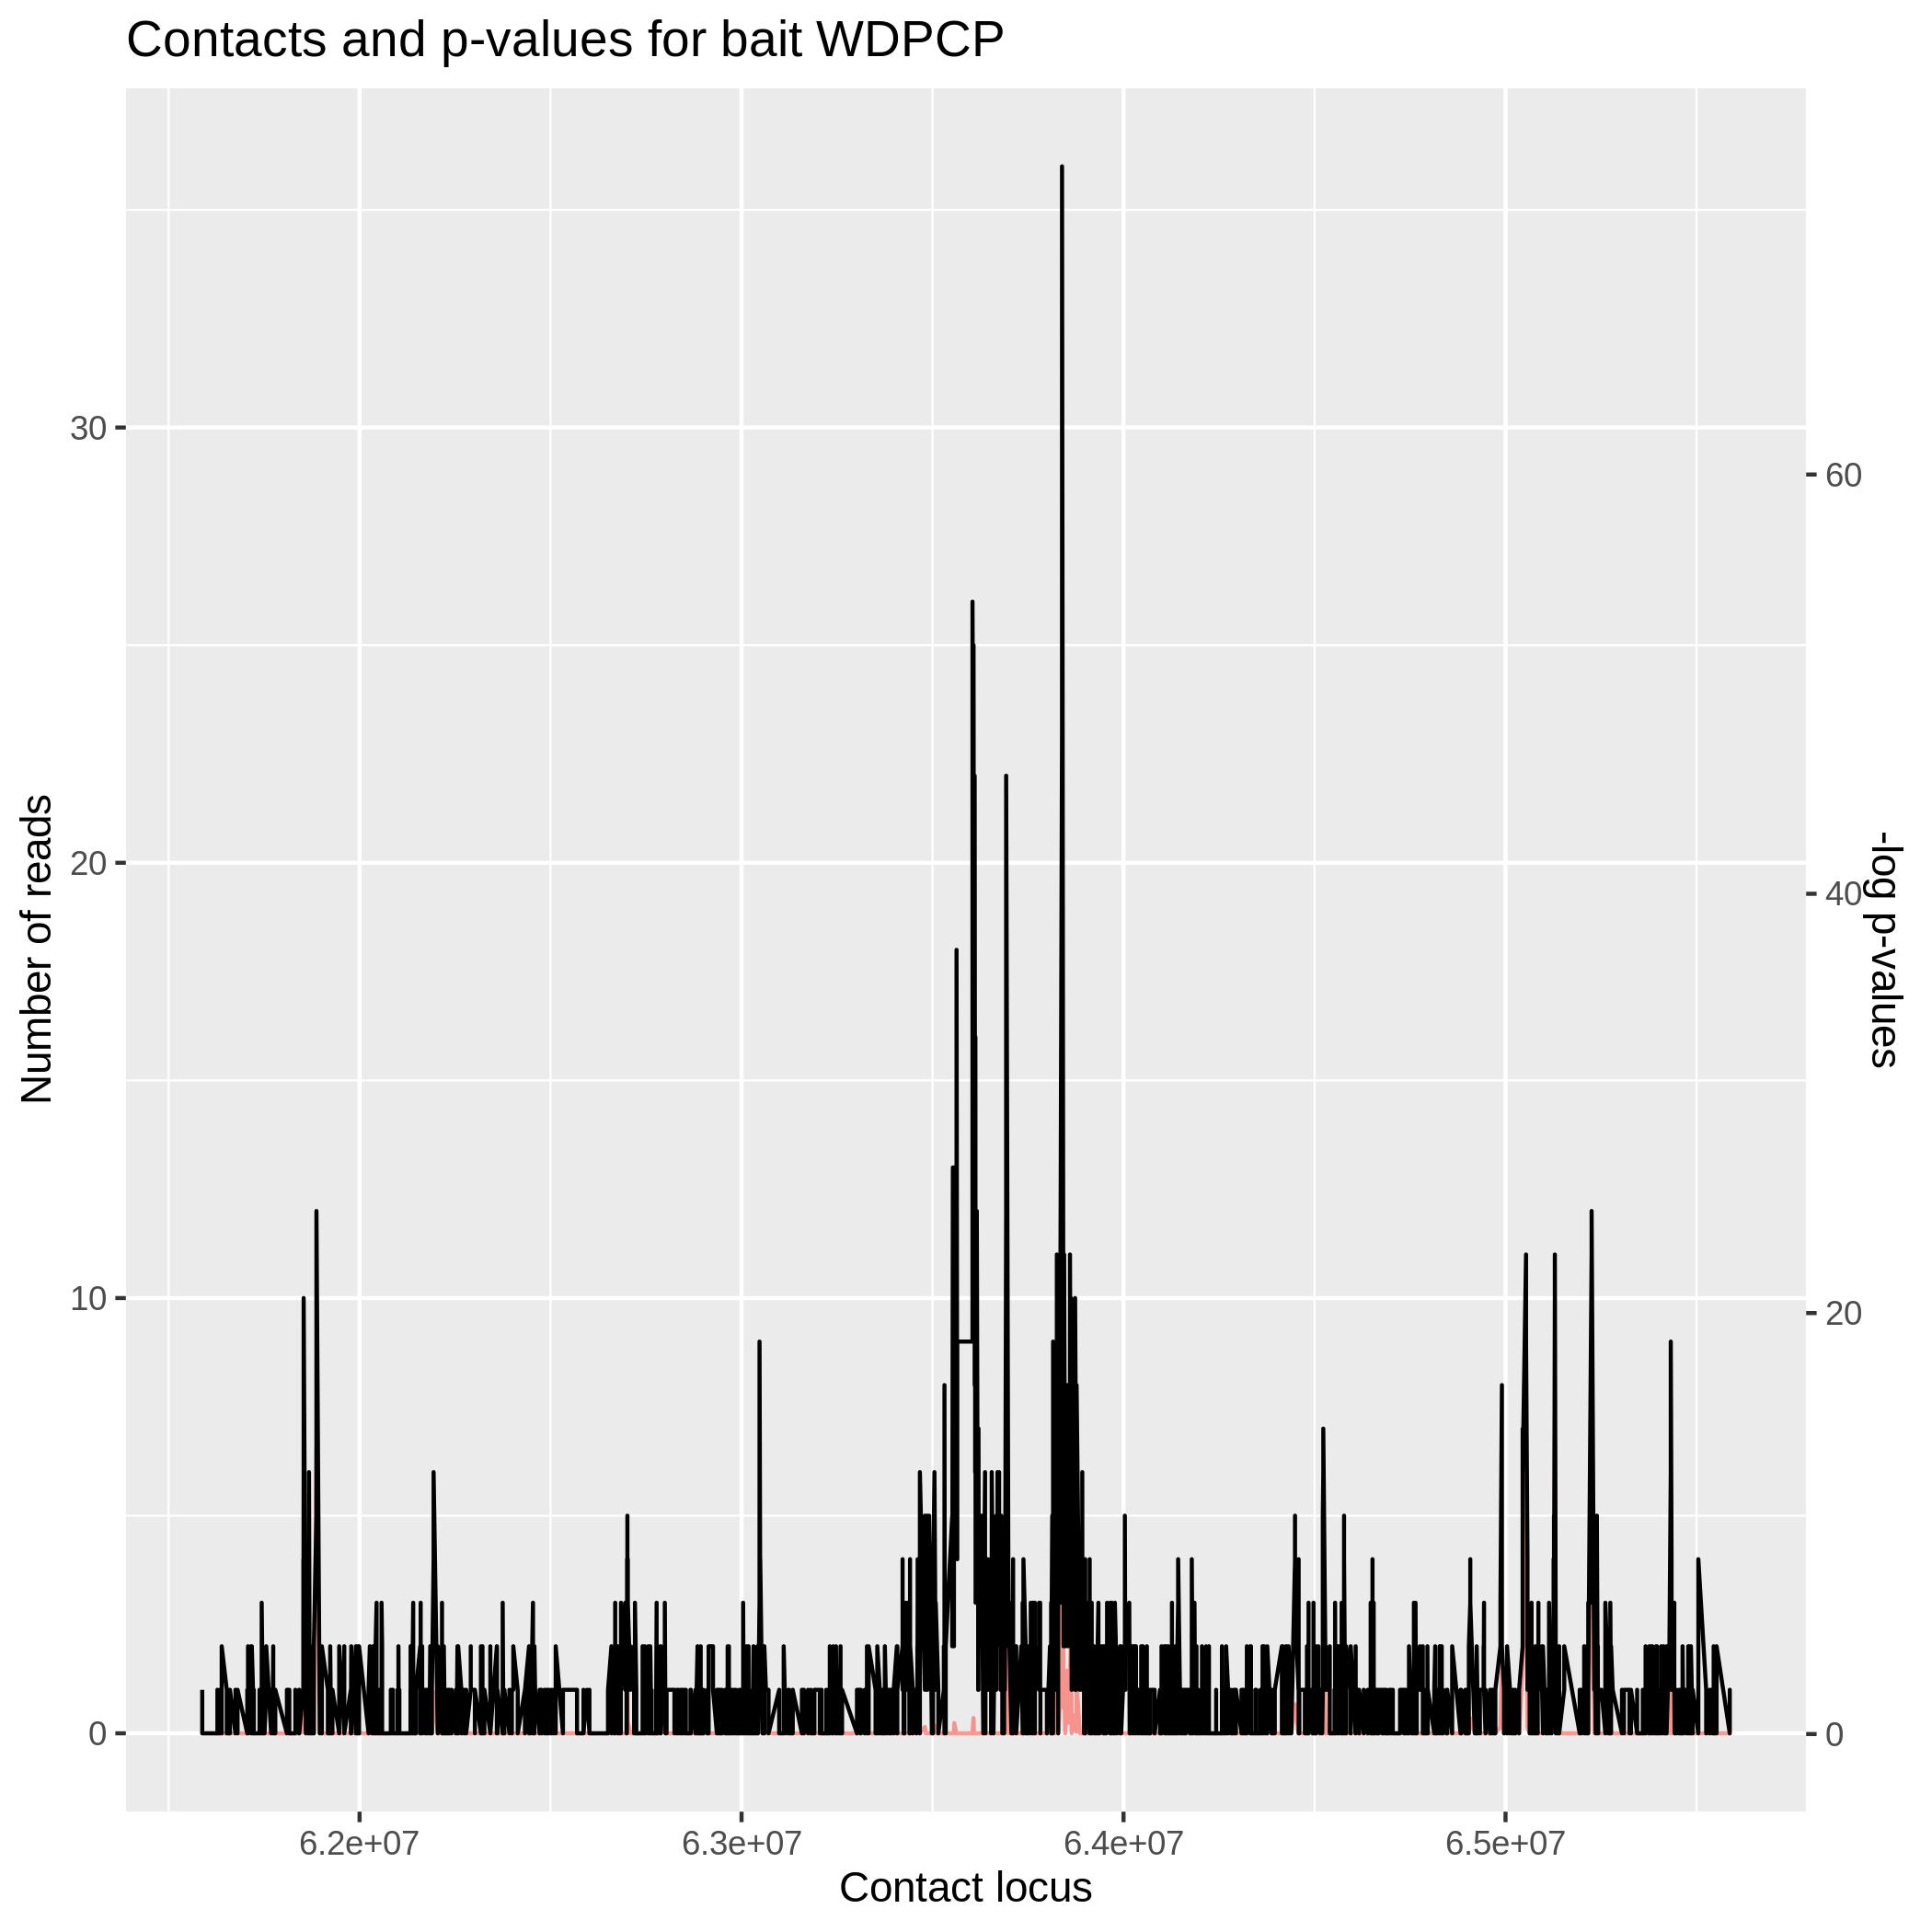 Contacts and p-values for bait WDPCP
Number of reads
30
20
10
0
60
40
20
0
-log p-values
6.2e+07 6.3e+07 6.4e+07 6.5e+07
Contact locus